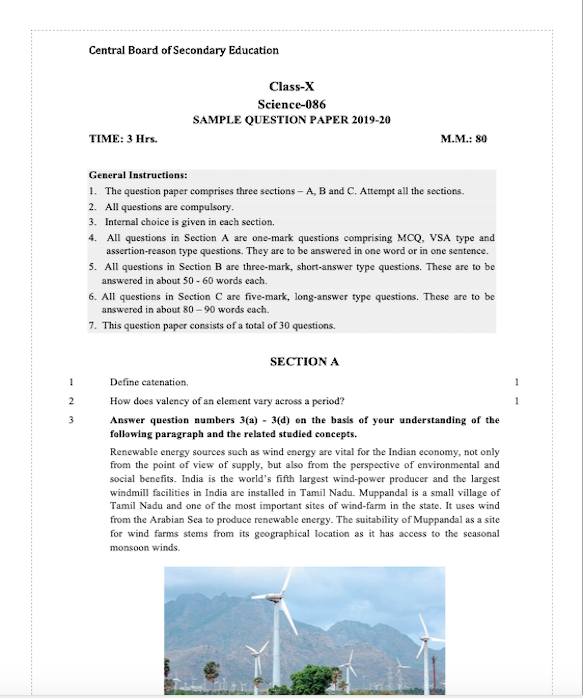 Central Board of Secondary Education
Class-X
Science-086
SAMPLE QUESTION PAPER 2019-20
TIME: 3 Hrs. M.M.: 80
General Instructions:
1. The question paper comprises three sections – A, B and C. Attempt all the sections.
2. All questions are compulsory.
3. Internal choice is given in each section.
4. All questions in Section A are one-mark questions comprising MCQ, VSA type and
assertion-reason type questions. They are to be answered in one word or in one sentence.
5. All questions in Section B are three-mark, short-answer type questions. These are to be
answered in about 50 - 60 words each.
6. All questions in Section C are five-mark, long-answer type questions. These are to be
answered in about 80 – 90 words each.
7. This question paper consists of a total of 30 questions.
SECTION A
1 Define catenation. 1
2 How does valency of an element vary across a period? 1
3 Answer question numbers 3(a) - 3(d) on the basis of your understanding of the
following paragraph and the related studied concepts.
Renewable energy sources such as wind energy are vital for the Indian economy, not only
from the point of view of supply, but also from the perspective of environmental and
social benefits. India is the world's fifth largest wind-power producer and the largest
windmill facilities in India are installed in Tamil Nadu. Muppandal is a small village of
Tamil Nadu and one of the most important sites of wind-farm in the state. It uses wind
from the Arabian Sea to produce renewable energy. The suitability of Muppandal as a site
for wind farms stems from its geographical location as it has access to the seasonal
monsoon winds.